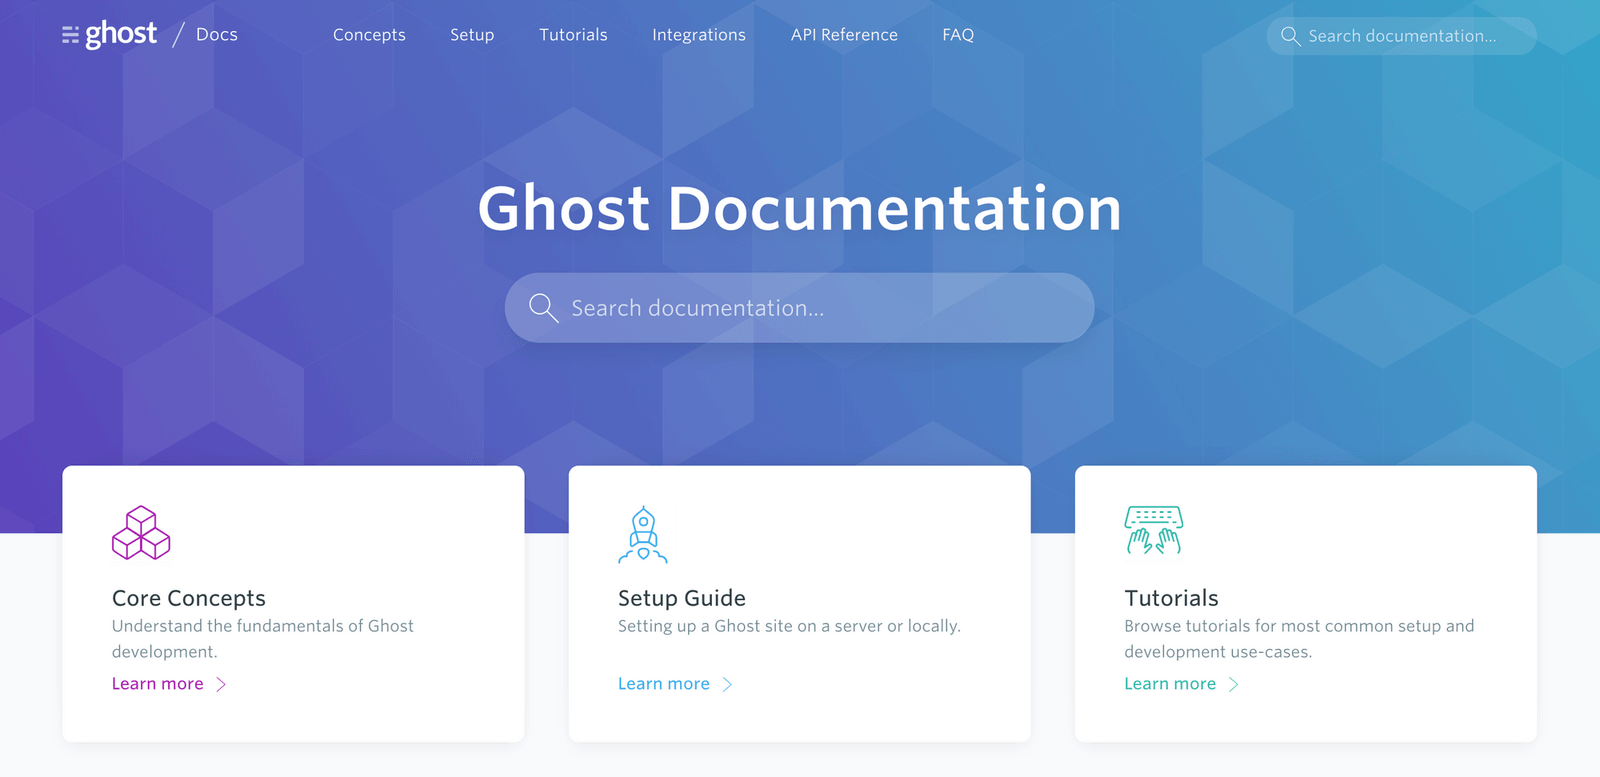 ghost / Docs Concepts Setup Tutorials Integrations API Reference FAQ Search documentation...
Ghost Documentation
Search documentation...
Core Concepts
Understand the fundamentals of Ghost
development.
Learn more
Setup Guide
Setting up a Ghost site on a server or locally.
Learn more
Tutorials
Browse tutorials for most common setup and
development use-cases.
Learn more